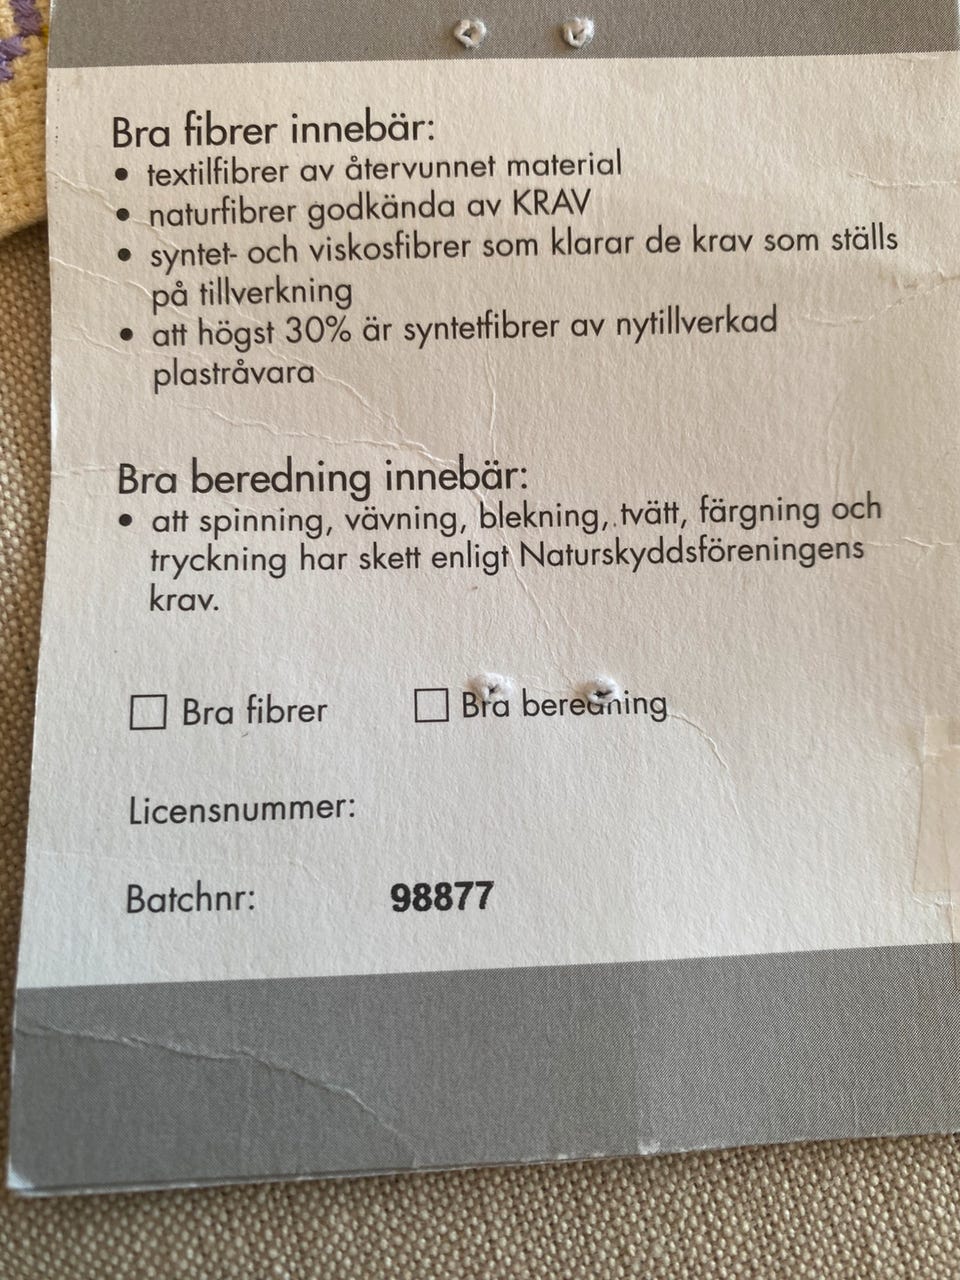 Bra fibrer innebär:
• textilfibrer av återvunnet material
• naturfibrer godkända av KRAV
• syntet- och viskosfibrer som klarar de krav som ställs
på tillverkning
• att högst 30% är syntetfibrer av nytillverkad
plastråvara
Bra beredning innebär:
• att spinning, vävning, blekning, tvätt, färgning och
tryckning har skett enligt Naturskyddsföreningens
krav.
☐ Bra fibrer ☐ Bra beredning
Licensnummer:
Batchnr: 98877